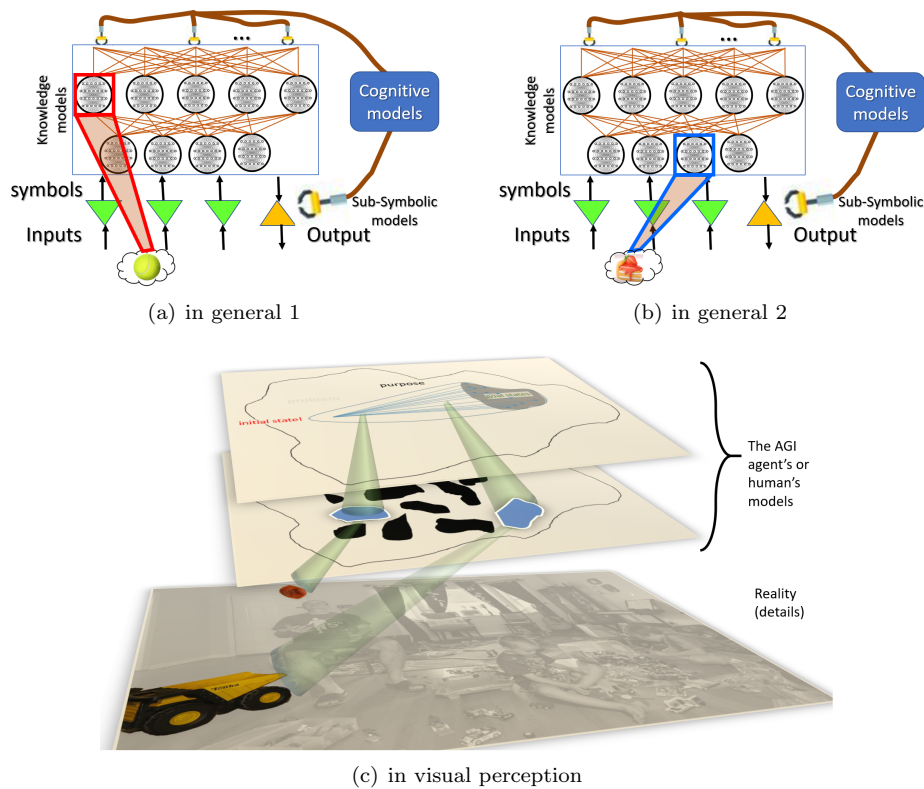 ...
Knowledge
models
Cognitive
models
symbols
Sub-Symbolic
models
Inputs
Output
(a) in general 1
...
Knowledge
models
Cognitive
models
symbols
Sub-Symbolic
models
Inputs
Output
(b) in general 2
purpose
initial state1
The AGI
agent's or
human's
models
Reality
(details)
(c) in visual perception